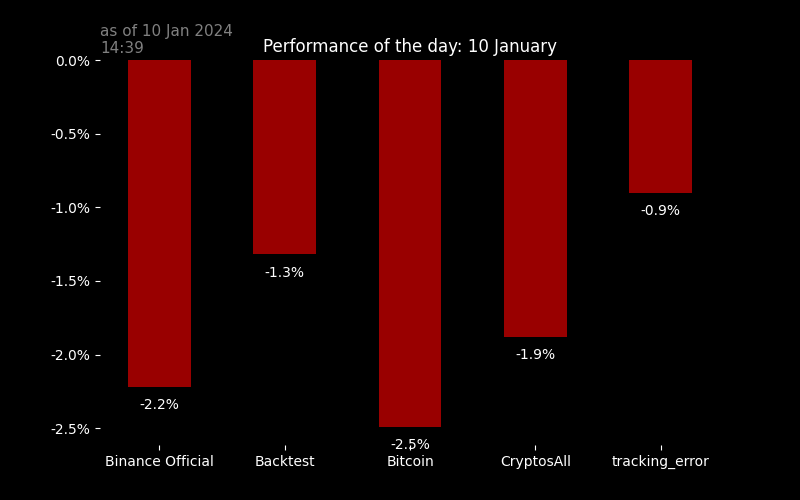 as of 10 Jan 2024
14:39
Performance of the day: 10 January
0.0%
-0.5%
-1.0%
-1.5%
-2.0%
-2.5%
-2.2%
-1.3%
-2.5%
-1.9%
-0.9%
Binance Official
Backtest
Bitcoin
CryptosAll
tracking_error